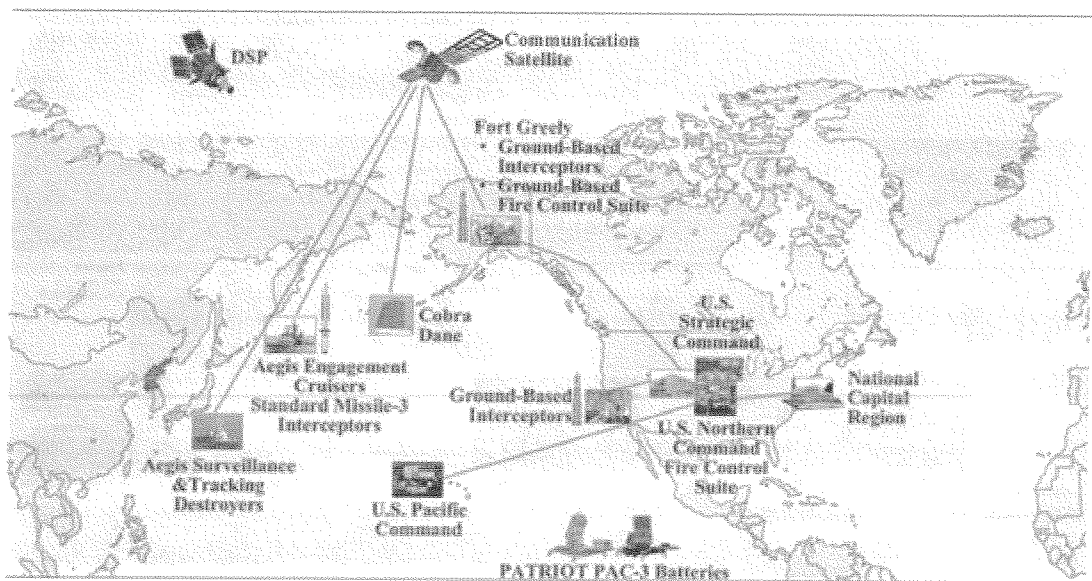 DSP
Communication
Satellite
Fort Greely
• Ground-Based
Interceptors
• Ground-Based
Fire Control Suite
Cobra
Dane
Aegis Engagement
Cruisers
Standard Missile-3
Interceptors
Aegis Surveillance
& Tracking
Destroyers
U.S.
Strategic
Command
Ground-Based
Interceptors
National
Capital
Region
U.S. Northern
Command
Fire Control
Suite
U.S. Pacific
Command
PATRIOT PAC-3 Batteries